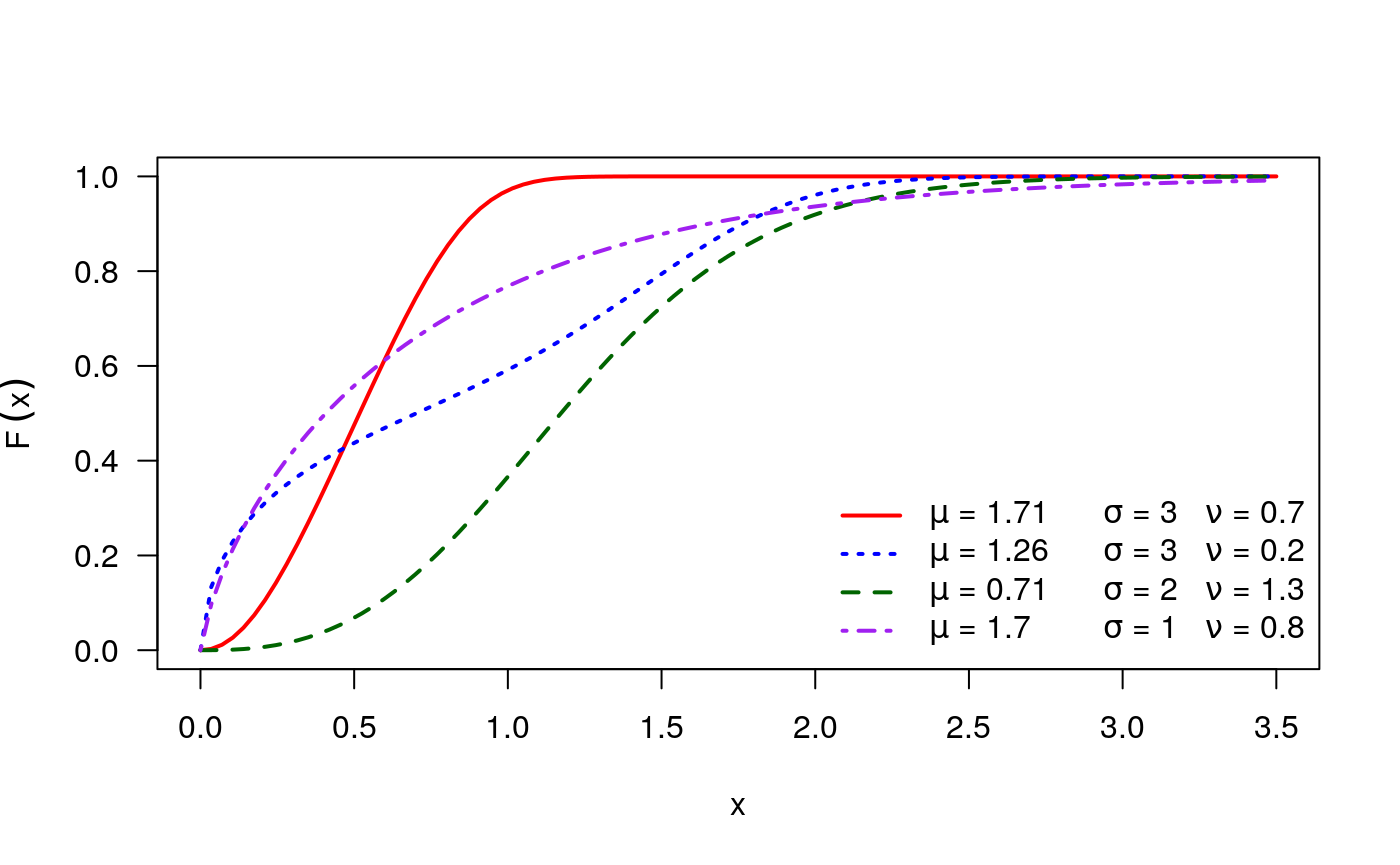 1.0
0.8
0.6
0.4
0.2
0.0
F(x)
μ = 1.71 σ = 3 ν = 0.7
μ = 1.26 σ = 3 ν = 0.2
μ = 0.71 σ = 2 ν = 1.3
μ = 1.7 σ = 1 ν = 0.8
0.0 0.5 1.0 1.5 2.0 2.5 3.0 3.5
x